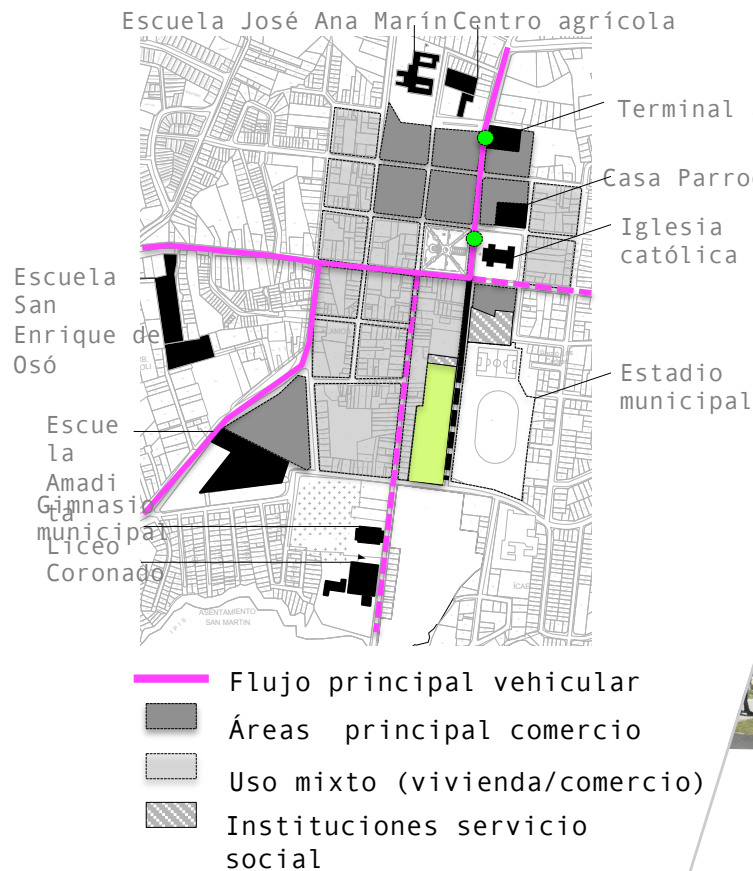 Escuela José Ana Marín
Centro agrícola
Terminal
Casa Parro
Iglesia
católica
Escuela
San
Enrique de
Osó
Estadio
municipal
Escue
la
Amadi
ta
Gimnasio
municipal
Liceo
Coronado
ASENTAMIENTO
SAN MARTIN
Flujo principal vehicular
Áreas principal comercio
Uso mixto (vivienda/comercio)
Instituciones servicio
social